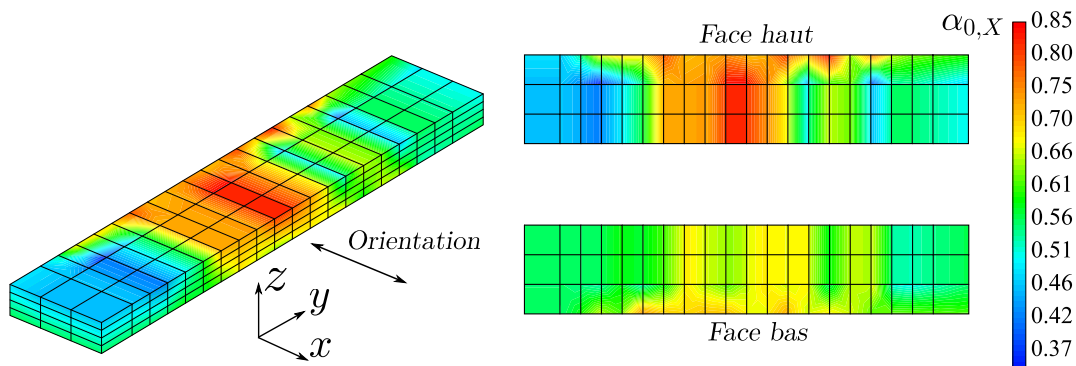 Face haut
α0,X
0.85
0.80
0.75
0.70
0.66
0.61
0.56
0.51
0.46
0.42
0.37
Orientation
z
y
x
Face bas